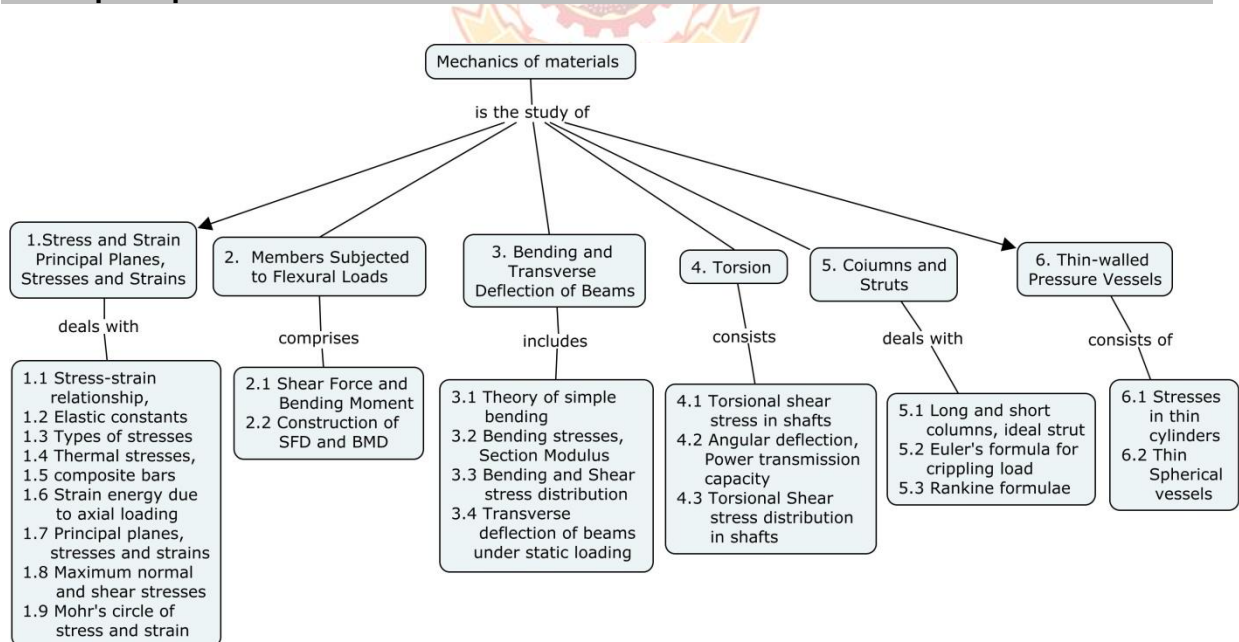 Mechanics of materials
is the study of
1.Stress and Strain
Principal Planes,
Stresses and Strains
2. Members Subjected
to Flexural Loads
3. Bending and
Transverse
Deflection of Beams
4. Torsion
5. Coiumns and
Struts
6. Thin-walled
Pressure Vessels
deals with
comprises
includes
consists
deals with
consists of
1.1 Stress-strain
relationship,
1.2 Elastic constants
1.3 Types of stresses
1.4 Thermal stresses,
1.5 composite bars
1.6 Strain energy due
to axial loading
1.7 Principal planes,
stresses and strains
1.8 Maximum normal
and shear stresses
1.9 Mohr's circle of
stress and strain
2.1 Shear Force and
Bending Moment
2.2 Construction of
SFD and BMD
3.1 Theory of simple
bending
3.2 Bending stresses,
Section Modulus
3.3 Bending and Shear
stress distribution
3.4 Transverse
deflection of beams
under static loading
4.1 Torsional shear
stress in shafts
4.2 Angular deflection,
Power transmission
capacity
4.3 Torsional Shear
stress distribution
in shafts
5.1 Long and short
columns, ideal strut
5.2 Euler's formula for
crippling load
5.3 Rankine formulae
6.1 Stresses
in thin
cylinders
6.2 Thin
Spherical
vessels